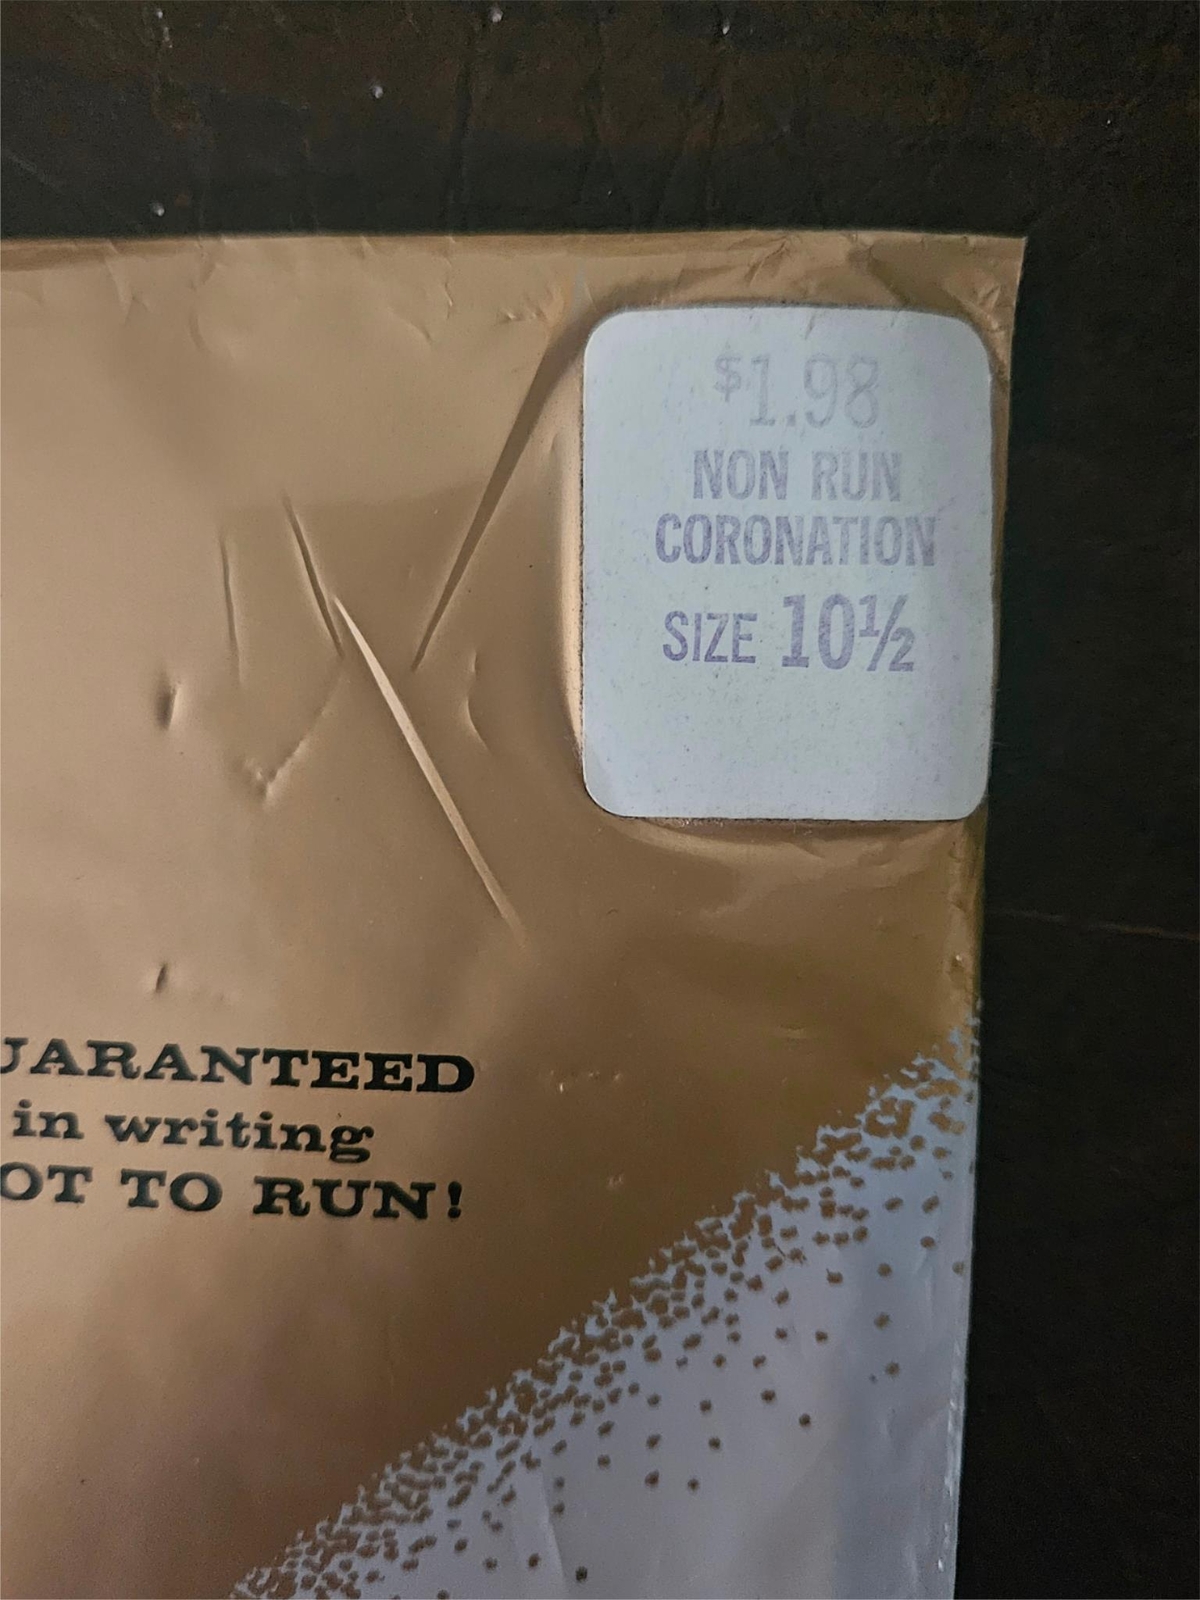 $1.98
NON RUN
CORONATION
SIZE 10½
UARANTEED
in writing
OT TO RUN!